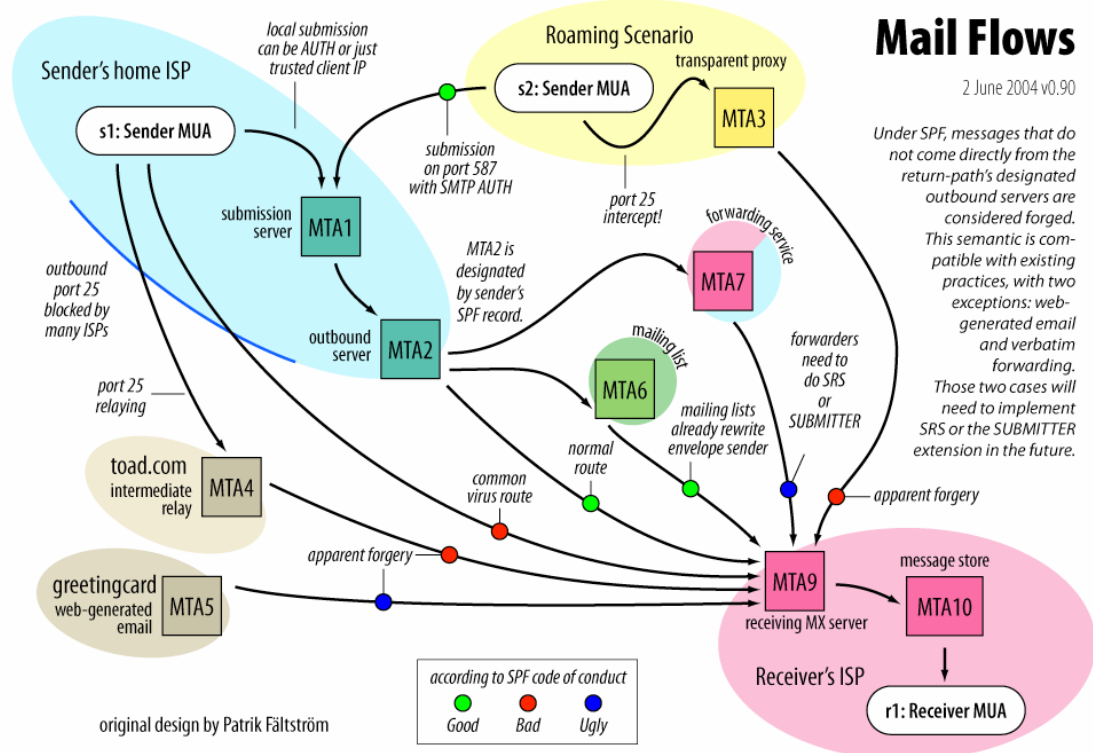 Mail Flows
2 June 2004 v0.90
Under SPF, messages that do
not come directly from the
return-path's designated
outbound servers are
considered forged.
This semantic is com-
patible with existing
practices, with two
exceptions: web-
generated email
and verbatim
forwarding.
Those two cases will
need to implement
SRS or the SUBMITTER
extension in the future.
Sender's home ISP
local submission
can be AUTH or just
trusted client IP
s1: Sender MUA
Roaming Scenario
transparent proxy
s2: Sender MUA
MTA3
submission
on port 587
with SMTP AUTH
port 25
intercept!
submission
server
MTA1
outbound
port 25
blocked by
many ISPs
MTA2 is
designated
by sender's
SPF record.
forwarding service
MTA7
outbound
server
MTA2
mailing list
MTA6
forwarders
need to
do SRS
or
SUBMITTER
port 25
relaying
mailing lists
already rewrite
envelope sender
normal
route
common
virus route
apparent forgery
toad.com
intermediate
relay
MTA4
apparent forgery
greetingcard
web-generated
email
MTA5
MTA9
receiving MX server
message store
MTA10
Receiver's ISP
r1: Receiver MUA
according to SPF code of conduct
Good
Bad
Ugly
original design by Patrik Fältström